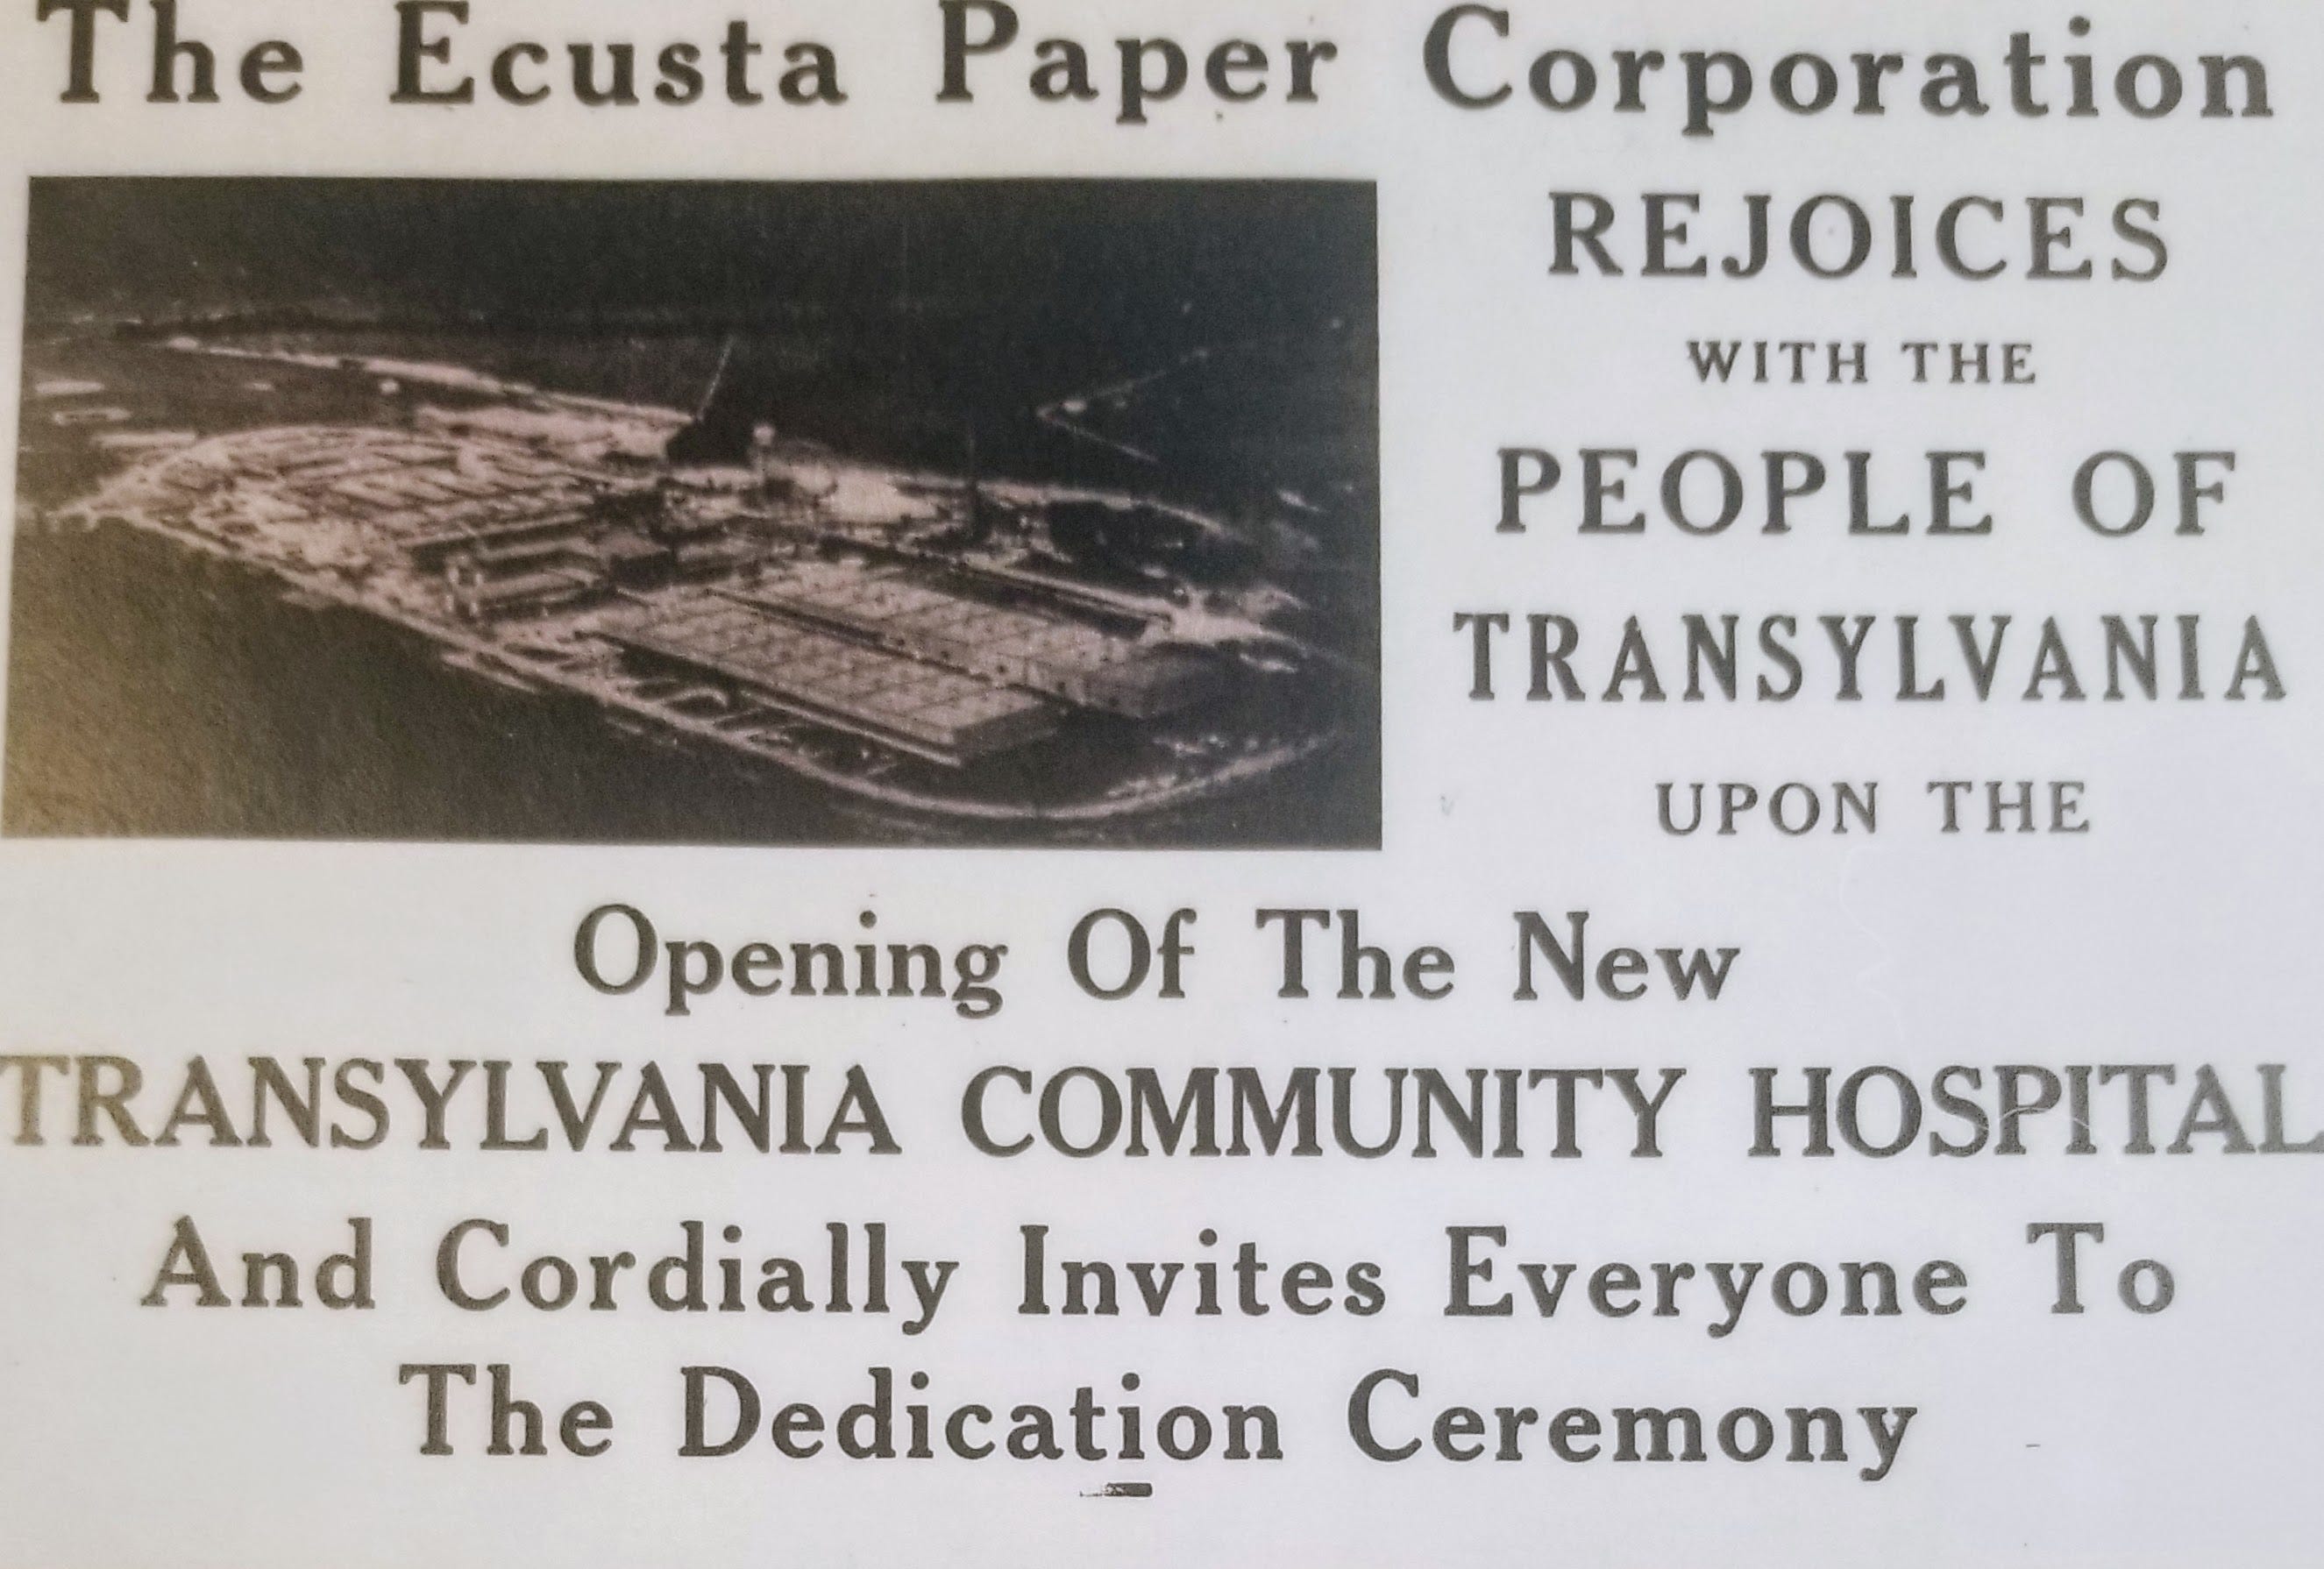 The Ecusta Paper Corporation
REJOICES
WITH THE
PEOPLE OF
TRANSYLVANIA
UPON THE
Opening Of The New
TRANSYLVANIA COMMUNITY HOSPITAL
And Cordially Invites Everyone To
The Dedication Ceremony